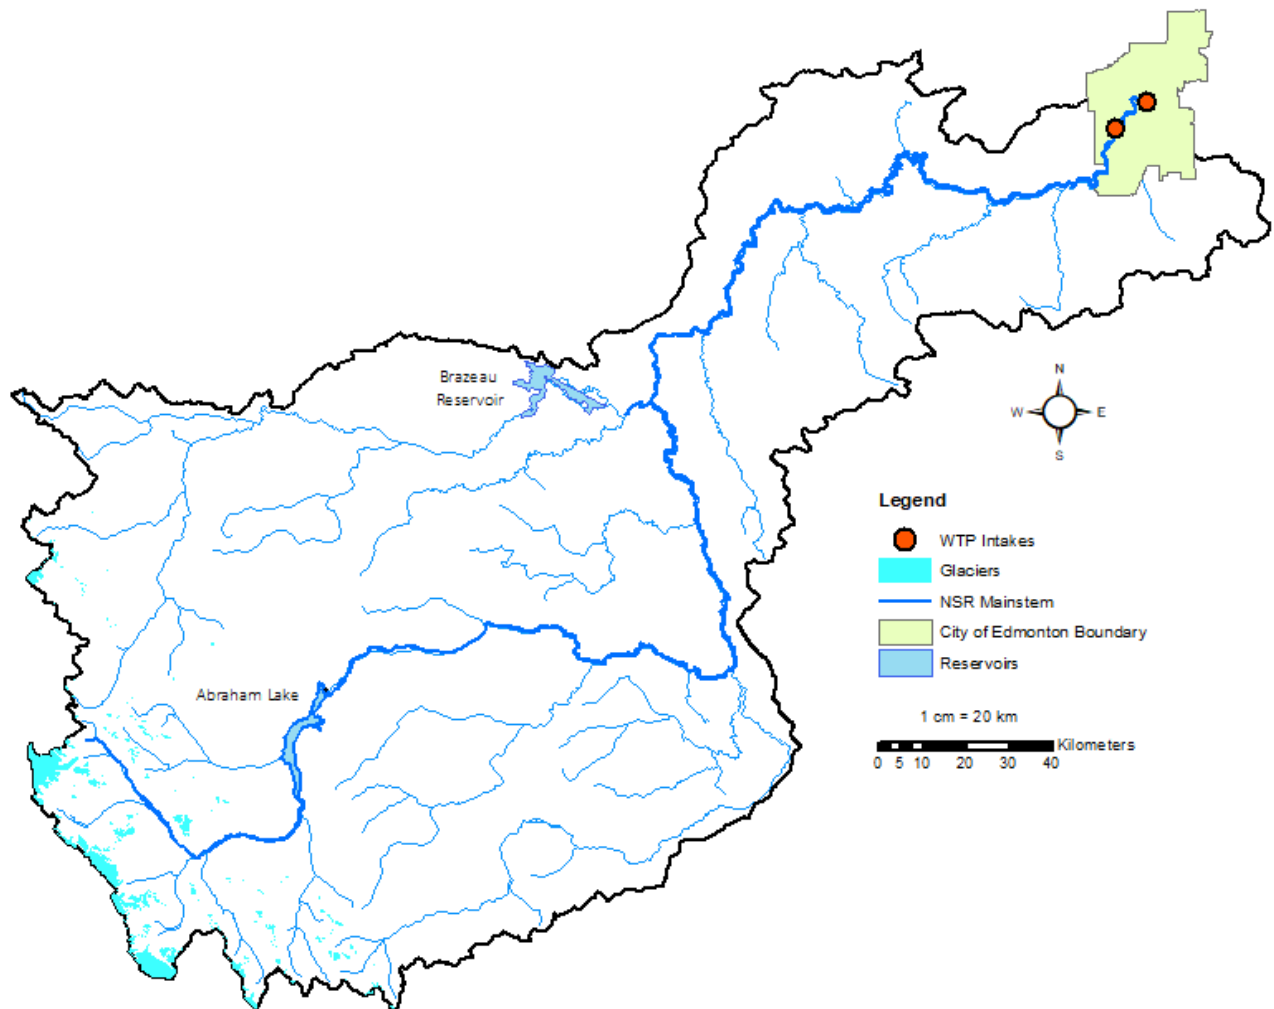 Brazeau
Reservoir
Abraham Lake
N
W E
S
Legend
WTP Intakes
Glaciers
NSR Mainstem
City of Edmonton Boundary
Reservoirs
1 cm = 20 km
Kilometers
0 5 10 20 30 40